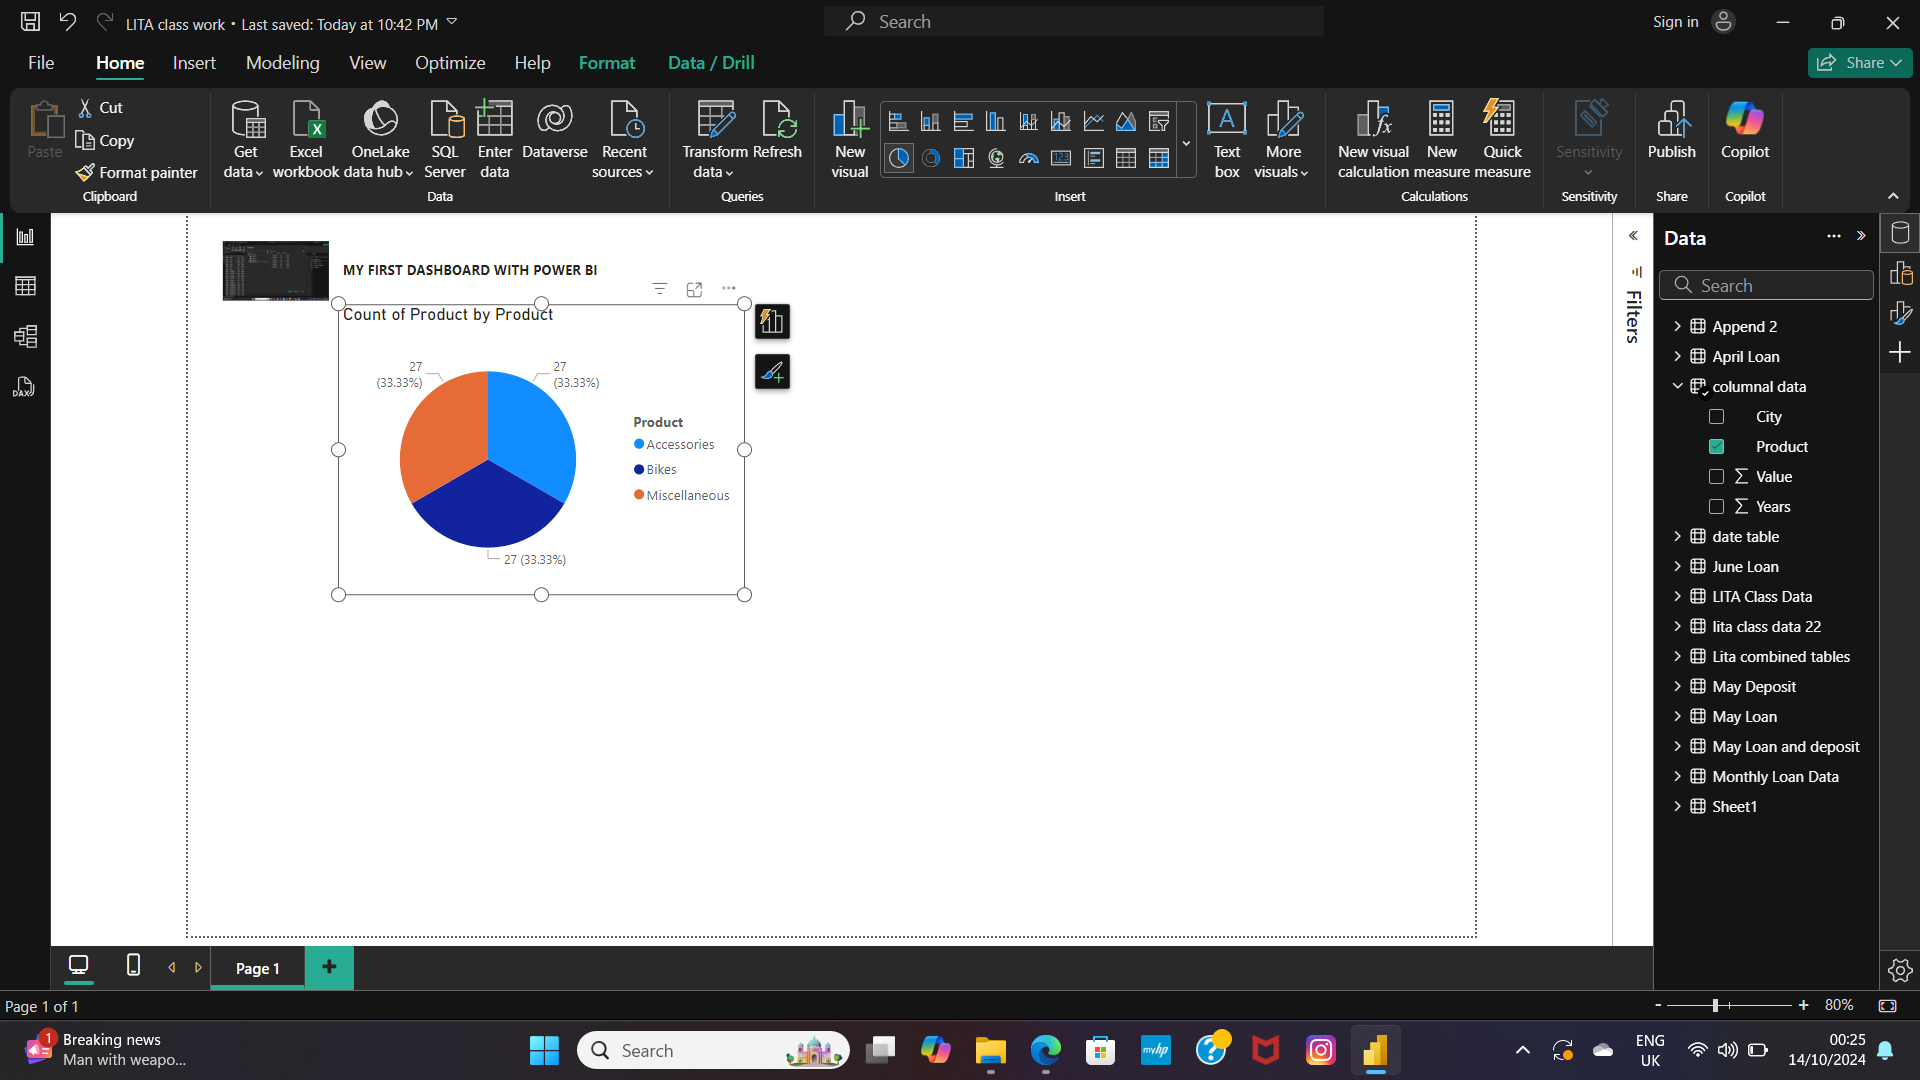 LITA class work • Last saved: Today at 10:42 PM
Search
Sign in
File
Home
Insert
Modeling
View
Optimize
Help
Format
Data / Drill
Share
Paste
Cut
Copy
Format painter
Clipboard
Get data
Excel workbook
OneLake data hub
SQL Server
Enter data
Dataverse
Recent sources
Data
Transform data
Refresh
Queries
New visual
Text box
More visuals
Insert
New visual calculation
New measure
Quick measure
Calculations
Sensitivity
Sensitivity
Publish
Share
Copilot
Copilot
MY FIRST DASHBOARD WITH POWER BI
Count of Product by Product
27 (33.33%)
27 (33.33%)
27 (33.33%)
Product
Accessories
Bikes
Miscellaneous
Filters
Data
Search
Append 2
April Loan
columnal data
City
Product
Value
Years
date table
June Loan
LITA Class Data
lita class data 22
Lita combined tables
May Deposit
May Loan
May Loan and deposit
Monthly Loan Data
Sheet1
DAX
Page 1
Page 1 of 1
- + 80%
1
Breaking news
Man with weapo...
Search
myhp
ENG
UK
00:25
14/10/2024